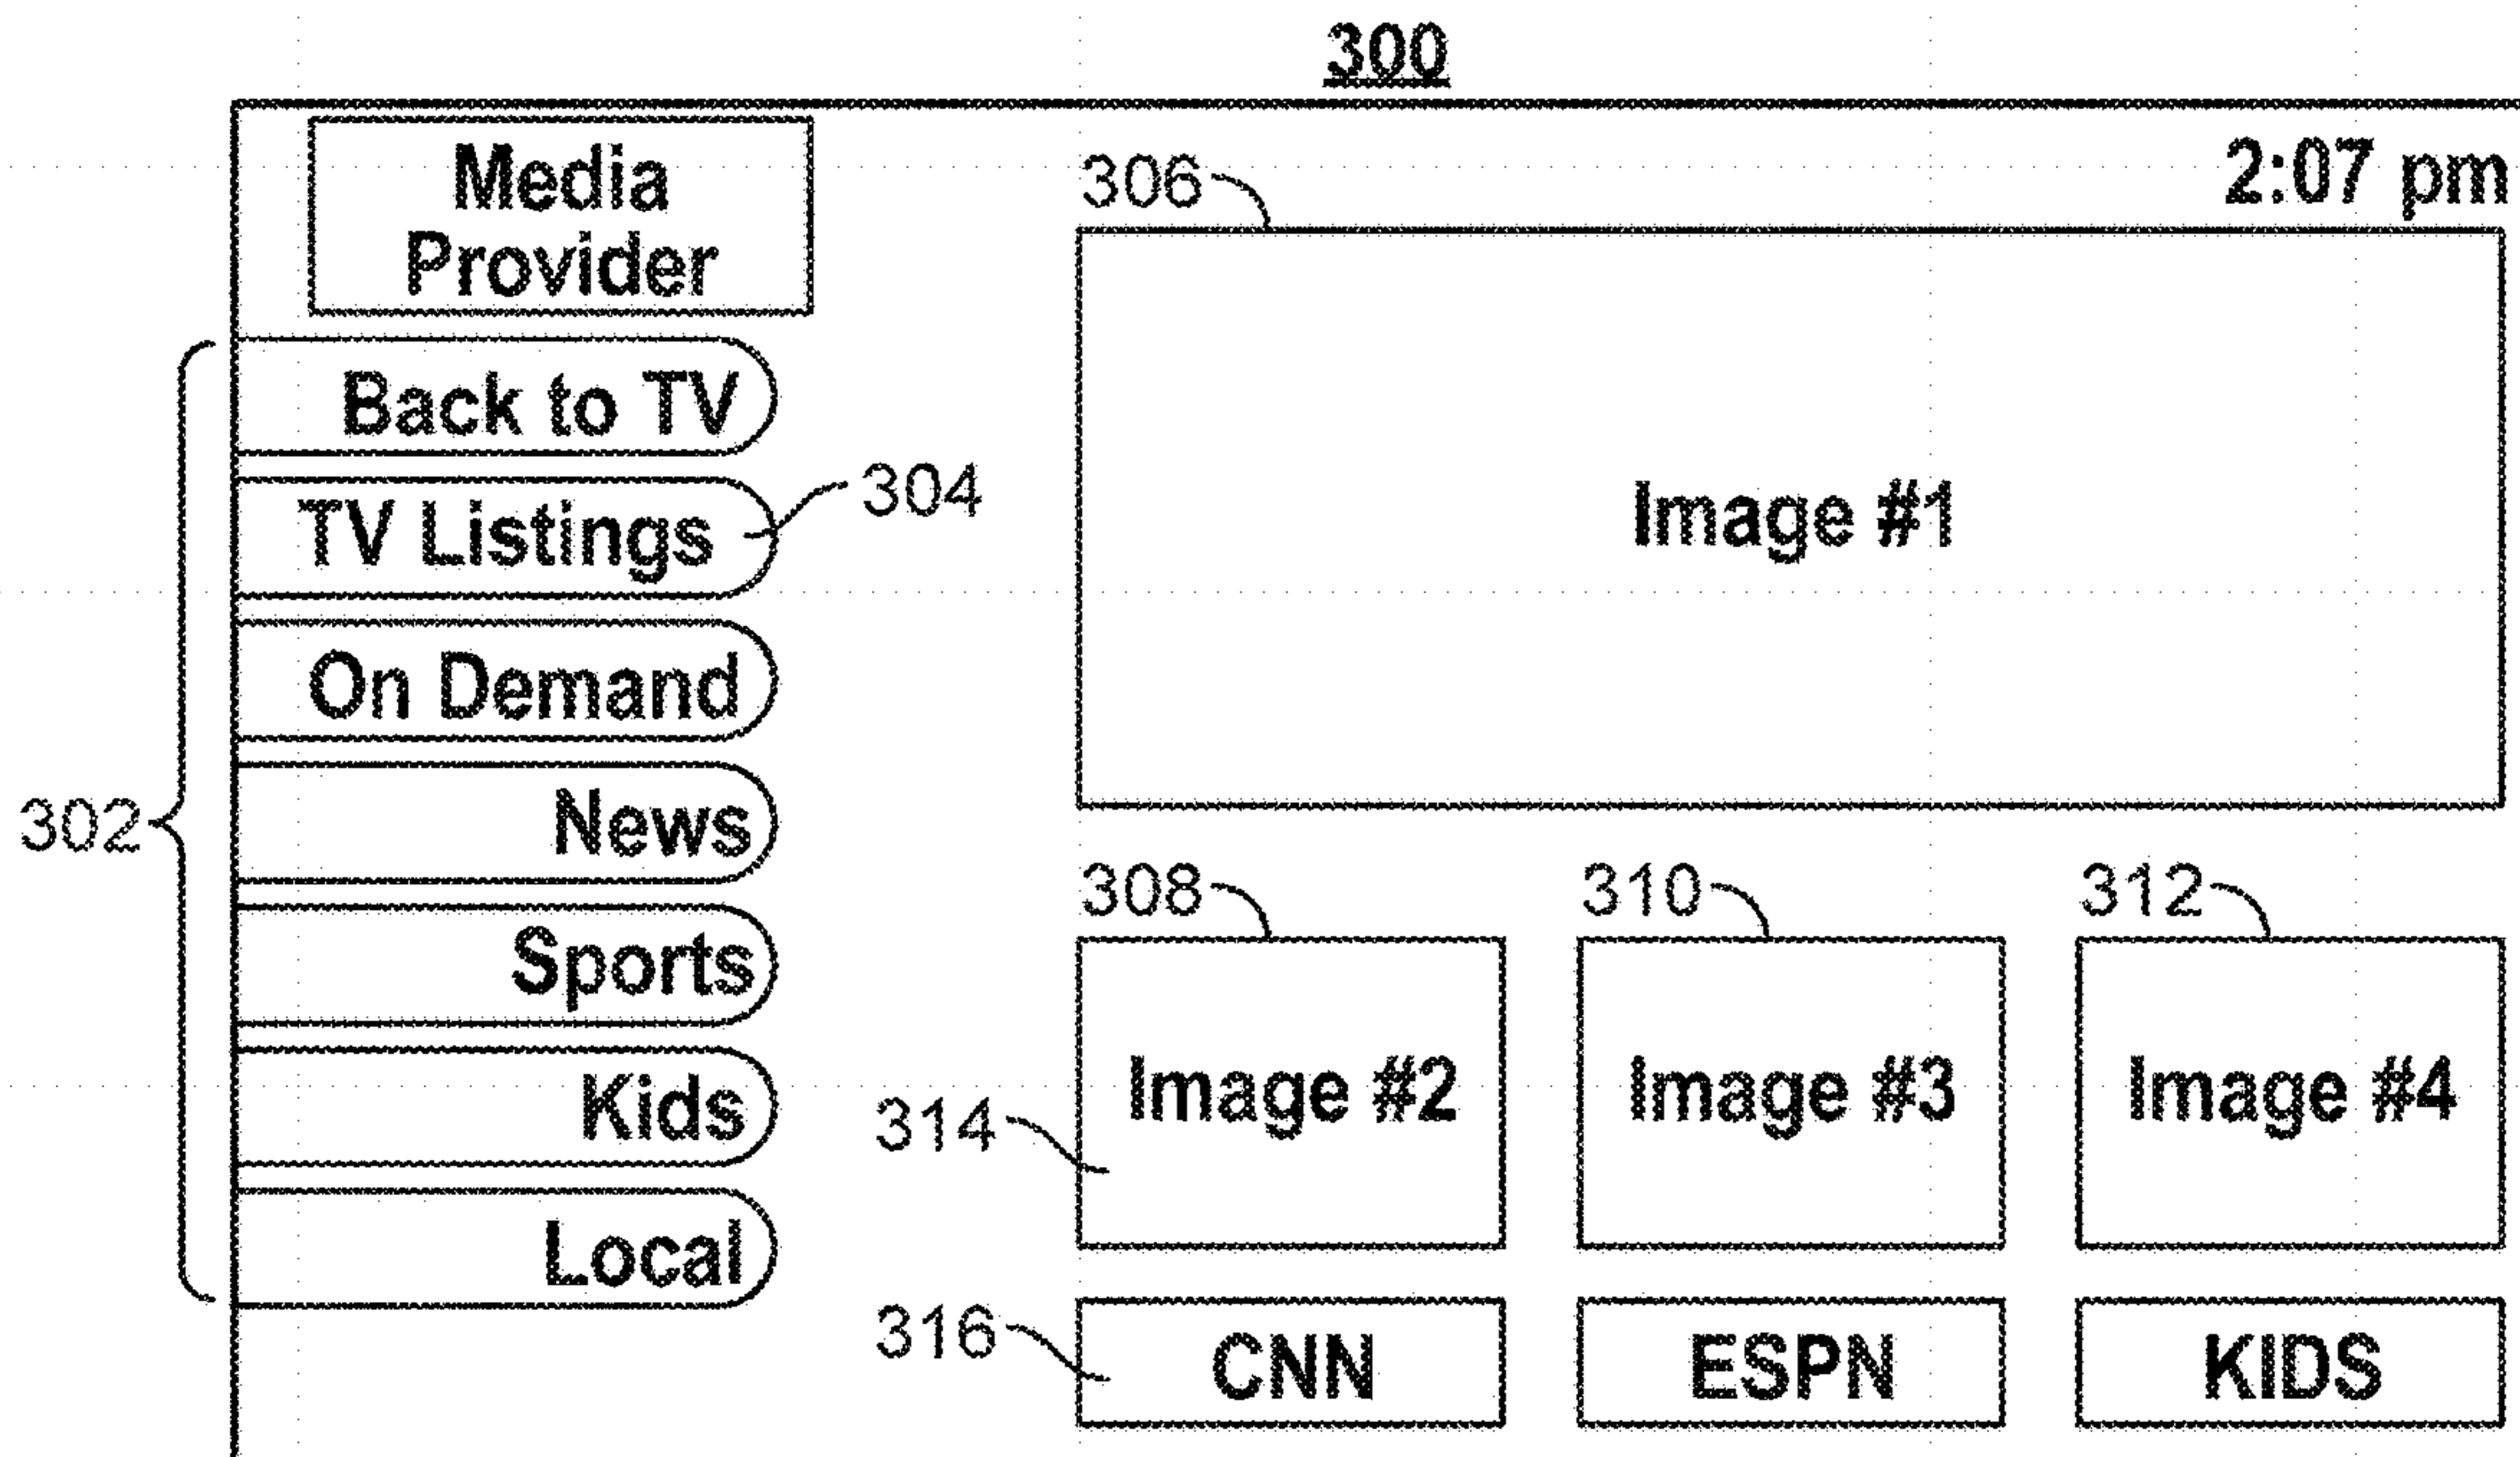 300
2:07 pm
Media
Provider
306
Back to TV
TV Listings
304
Image #1
On Demand
News
302
308
310
312
Sports
Kids
314
Image #2
Image #3
Image #4
Local
316
CNN
ESPN
KIDS